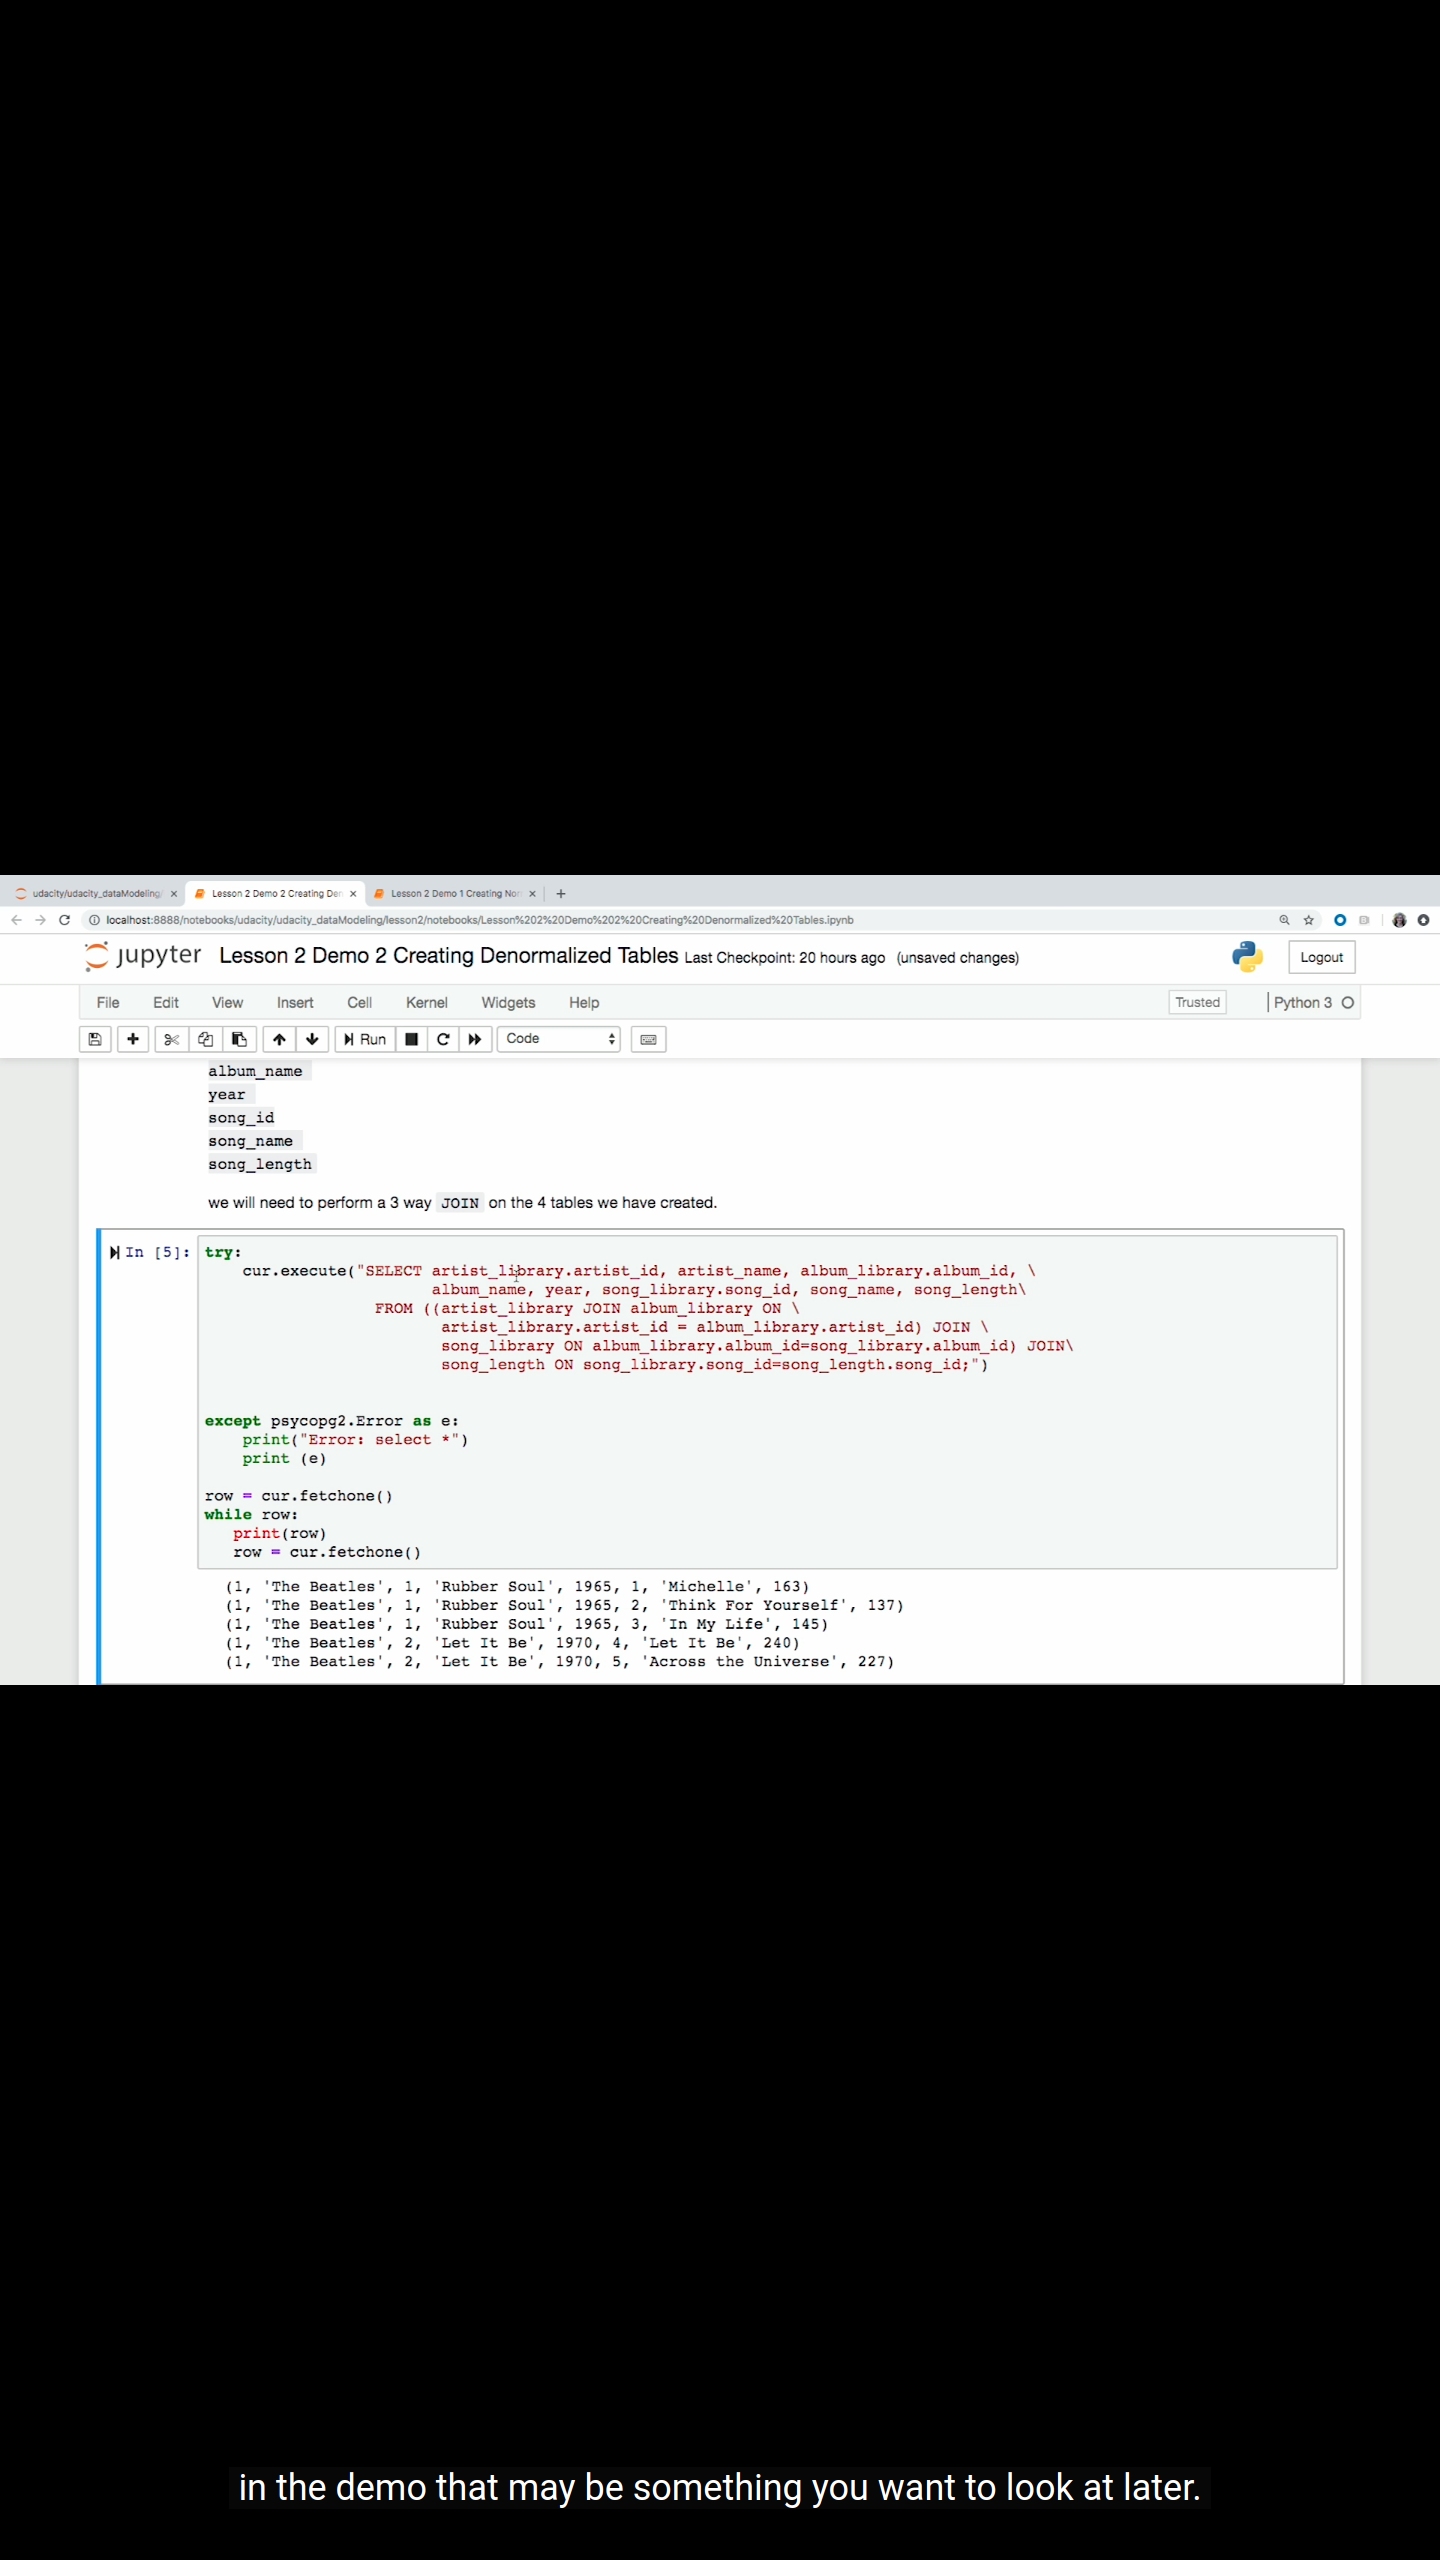 udacity/udacity_dataModeling/
Lesson 2 Demo 2 Creating Den
Lesson 2 Demo 1 Creating Nor
localhost:8888/notebooks/udacity/udacity_dataModeling/lesson2/notebooks/Lesson%202%20Demo%202%20Creating%20Denormalized%20Tables.ipynb
jupyter Lesson 2 Demo 2 Creating Denormalized Tables Last Checkpoint: 20 hours ago (unsaved changes)
Logout
File Edit View Insert Cell Kernel Widgets Help
Trusted
Python 3
Run
Code
album_name
year
song_id
song_name
song_length
we will need to perform a 3 way JOIN on the 4 tables we have created.
In [5]: try:
cur.execute("SELECT artist_library.artist_id, artist_name, album_library.album_id, \
album_name, year, song_library.song_id, song_name, song_length\
FROM ((artist_library JOIN album_library ON \
artist_library.artist_id = album_library.artist_id) JOIN \
song_library ON album_library.album_id=song_library.album_id) JOIN\
song_length ON song_library.song_id=song_length.song_id;")
except psycopg2.Error as e:
print("Error: select *")
print (e)
row = cur.fetchone()
while row:
print(row)
row = cur.fetchone()
(1, 'The Beatles', 1, 'Rubber Soul', 1965, 1, 'Michelle', 163)
(1, 'The Beatles', 1, 'Rubber Soul', 1965, 2, 'Think For Yourself', 137)
(1, 'The Beatles', 1, 'Rubber Soul', 1965, 3, 'In My Life', 145)
(1, 'The Beatles', 2, 'Let It Be', 1970, 4, 'Let It Be', 240)
(1, 'The Beatles', 2, 'Let It Be', 1970, 5, 'Across the Universe', 227)
in the demo that may be something you want to look at later.